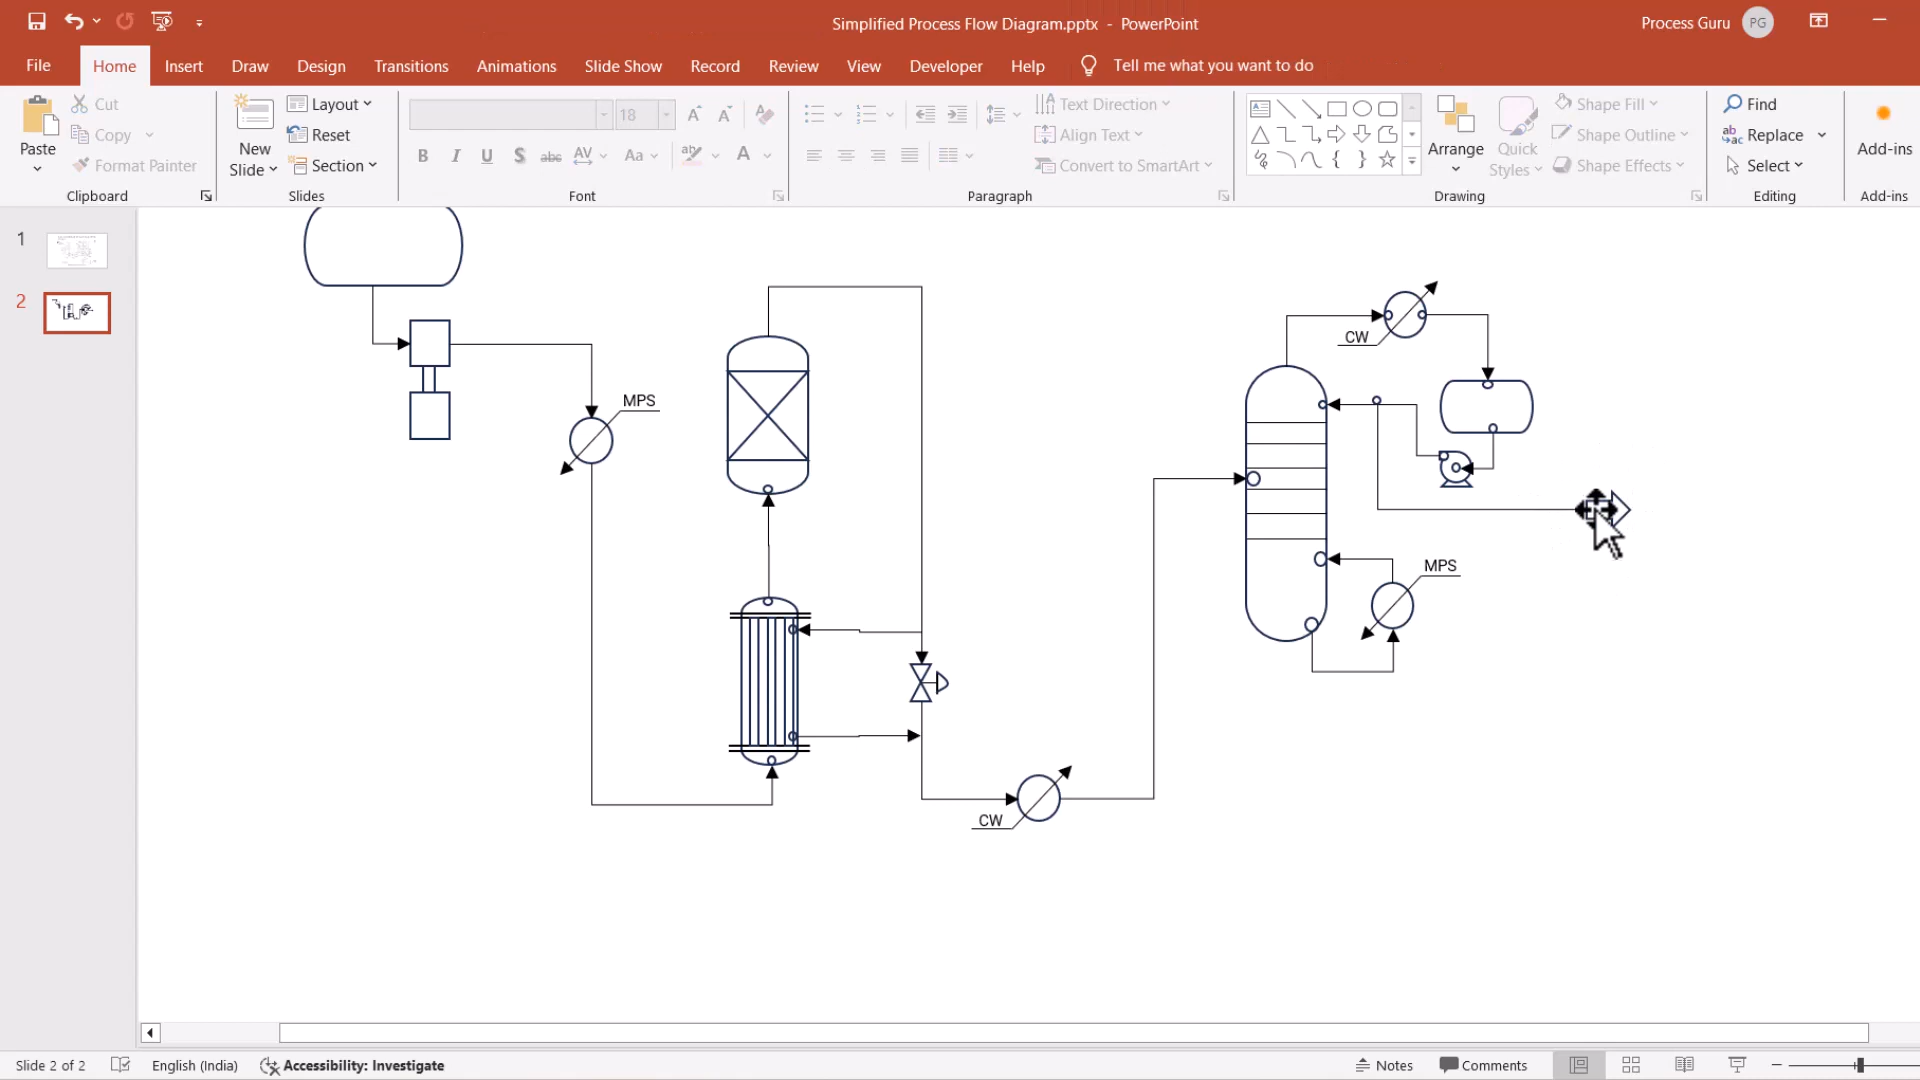 Simplified Process Flow Diagram.pptx - PowerPoint
Process Guru PG
File Home Insert Draw Design Transitions Animations Slide Show Record Review View Developer Help Tell me what you want to do
Paste
Cut
Copy
Format Painter
Clipboard
New Slide
Layout
Reset
Section
Slides
18
B I U S abc AV Aa A
Font
Text Direction
Align Text
Convert to SmartArt
Paragraph
Arrange
Quick Styles
Shape Fill
Shape Outline
Shape Effects
Drawing
Find
Replace
Select
Editing
Add-ins
Add-ins
1
2
MPS
CW
MPS
CW
Slide 2 of 2 English (India) Accessibility: Investigate Notes Comments